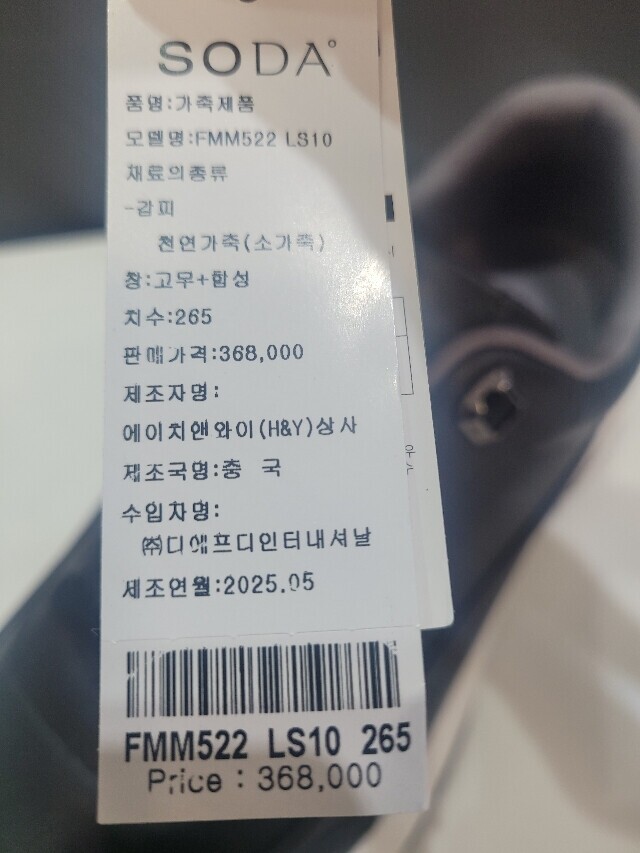 SODA
품명:가죽제품
모델명:FMM522 LS10
재료의종류
-갑피
천연가죽(소가죽)
창:고무+합성
치수:265
판매가격:368,000
제조자명:
에이치앤와이(H&Y)상사
제조국명:중 국
수입자명:
㈜디에프디인터내셔날
제조연월:2025.05
FMM522 LS10 265
Price : 368,000